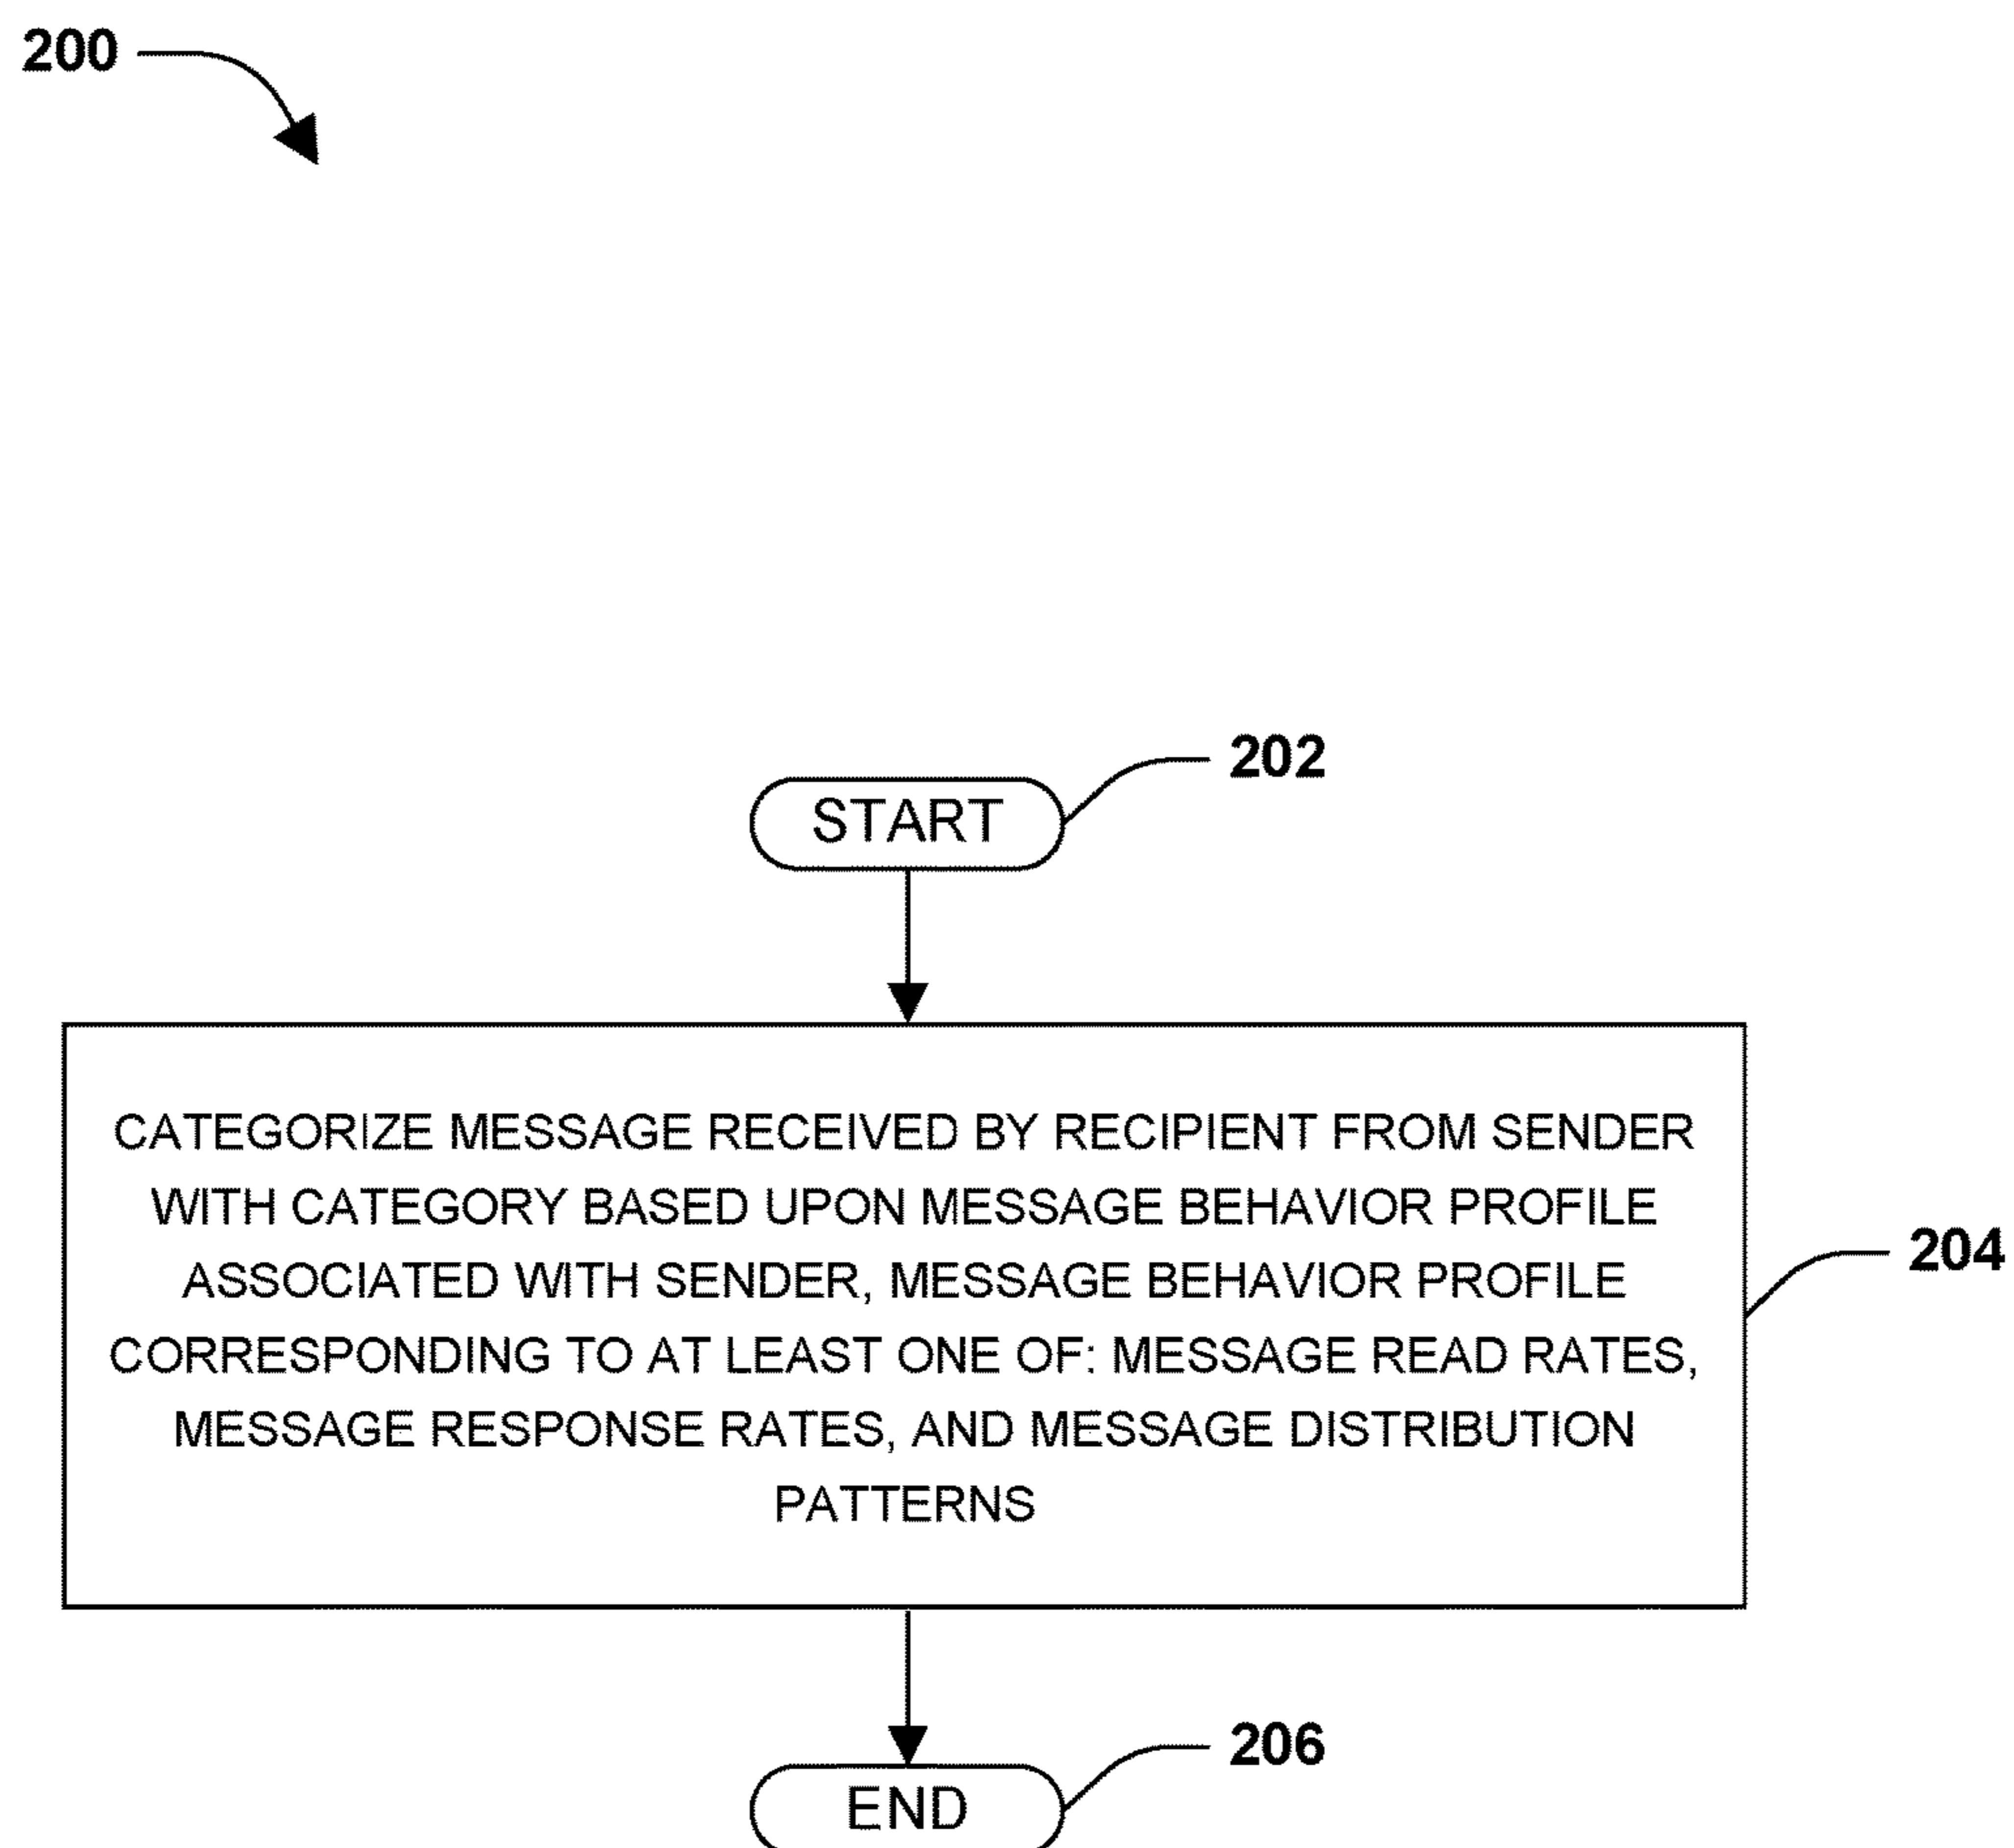 200
202
START
CATEGORIZE MESSAGE RECEIVED BY RECIPIENT FROM SENDER
WITH CATEGORY BASED UPON MESSAGE BEHAVIOR PROFILE
ASSOCIATED WITH SENDER, MESSAGE BEHAVIOR PROFILE
CORRESPONDING TO AT LEAST ONE OF: MESSAGE READ RATES,
MESSAGE RESPONSE RATES, AND MESSAGE DISTRIBUTION
PATTERNS
204
206
END